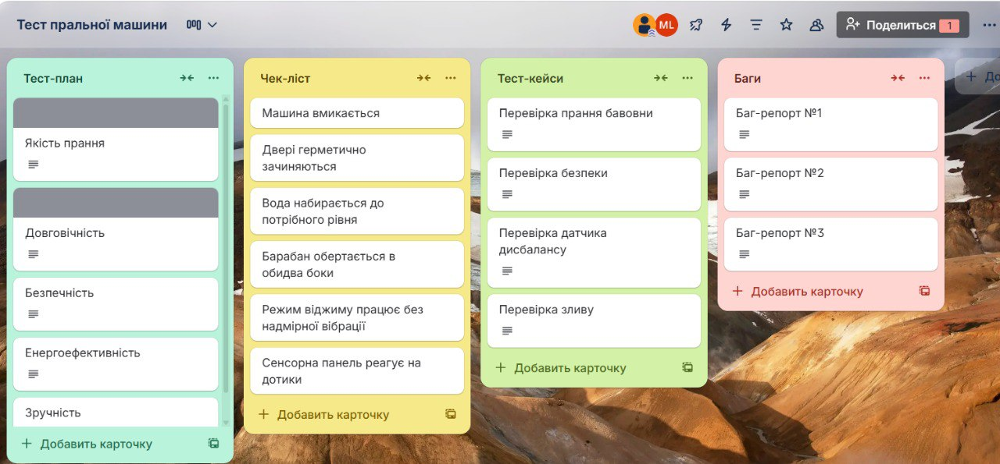 Тест пральної машини
ML
Поделиться 1
Тест-план
Якість прання
Довговічність
Безпечність
Енергоефективність
Зручність
+ Добавить карточку
Чек-ліст
Машина вмикається
Двері герметично
зачиняються
Вода набирається до
потрібного рівня
Барабан обертається в
обидва боки
Режим віджиму працює без
надмірної вібрації
Сенсорна панель реагує на
дотики
+ Добавить карточку
Тест-кейси
Перевірка прання бавовни
Перевірка безпеки
Перевірка датчика
дисбалансу
Перевірка зливу
+ Добавить карточку
Баги
Баг-репорт №1
Баг-репорт №2
Баг-репорт №3
+ Добавить карточку